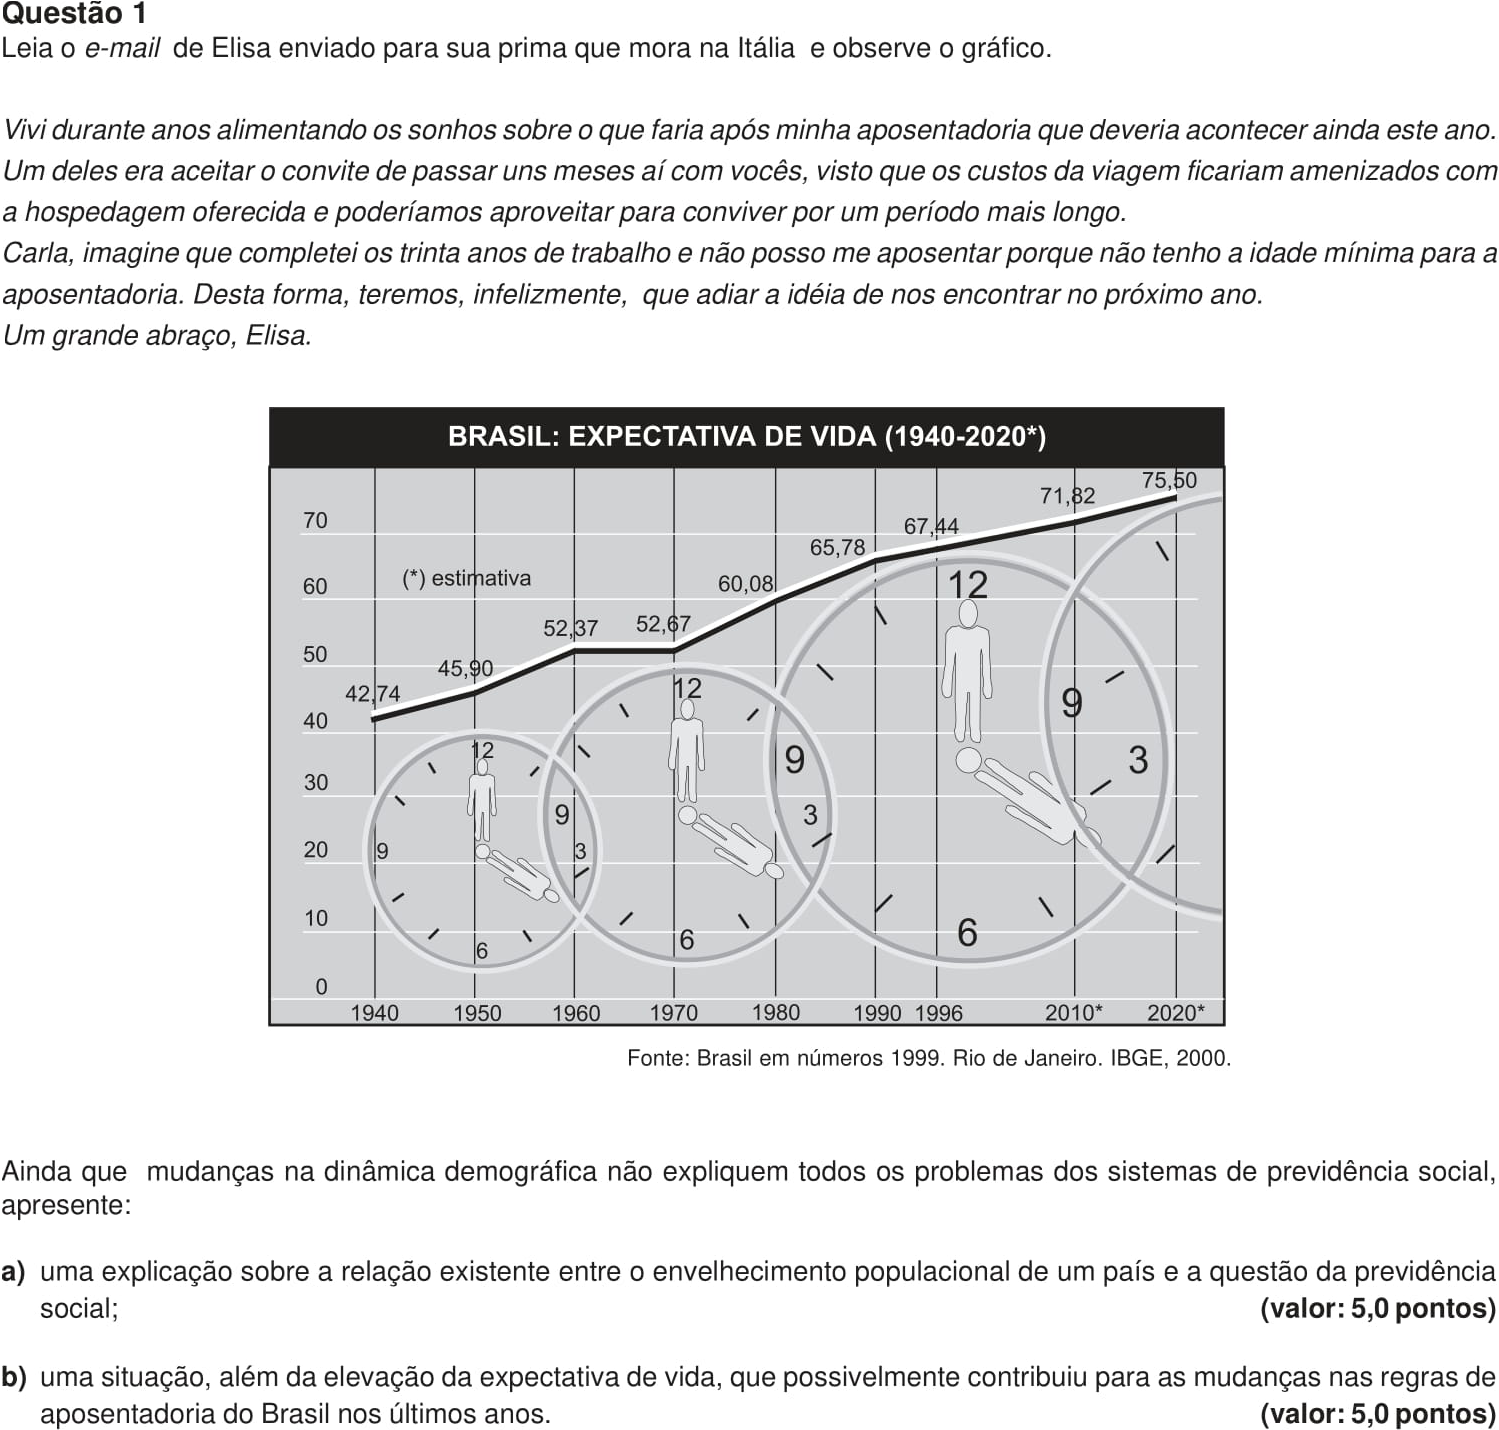 Questão 1
Leia o e-mail de Elisa enviado para sua prima que mora na Itália e observe o gráfico.
Vivi durante anos alimentando os sonhos sobre o que faria após minha aposentadoria que deveria acontecer ainda este ano.
Um deles era aceitar o convite de passar uns meses aí com vocês, visto que os custos da viagem ficariam amenizados com
a hospedagem oferecida e poderíamos aproveitar para conviver por um período mais longo.
Carla, imagine que completei os trinta anos de trabalho e não posso me aposentar porque não tenho a idade mínima para a
aposentadoria. Desta forma, teremos, infelizmente, que adiar a idéia de nos encontrar no próximo ano.
Um grande abraço, Elisa.
BRASIL: EXPECTATIVA DE VIDA (1940-2020*)
75,50
71,82
70
67,44
65,78
(*) estimativa
60
60,08
12
52,37
52,67
50
45,90
42,74
12
9
40
12
9
3
30
9
3
20
9
3
10
6
6
6
0
1940 1950 1960 1970 1980 1990 1996 2010* 2020*
Fonte: Brasil em números 1999. Rio de Janeiro. IBGE, 2000.
Ainda que mudanças na dinâmica demográfica não expliquem todos os problemas dos sistemas de previdência social,
apresente:
a) uma explicação sobre a relação existente entre o envelhecimento populacional de um país e a questão da previdência
social; (valor: 5,0 pontos)
b) uma situação, além da elevação da expectativa de vida, que possivelmente contribuiu para as mudanças nas regras de
aposentadoria do Brasil nos últimos anos. (valor: 5,0 pontos)